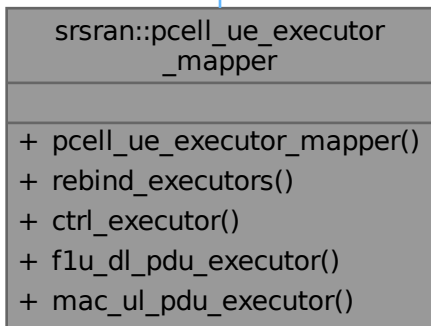 srsran::pcell_ue_executor
_mapper
+ pcell_ue_executor_mapper()
+ rebind_executors()
+ ctrl_executor()
+ f1u_dl_pdu_executor()
+ mac_ul_pdu_executor()